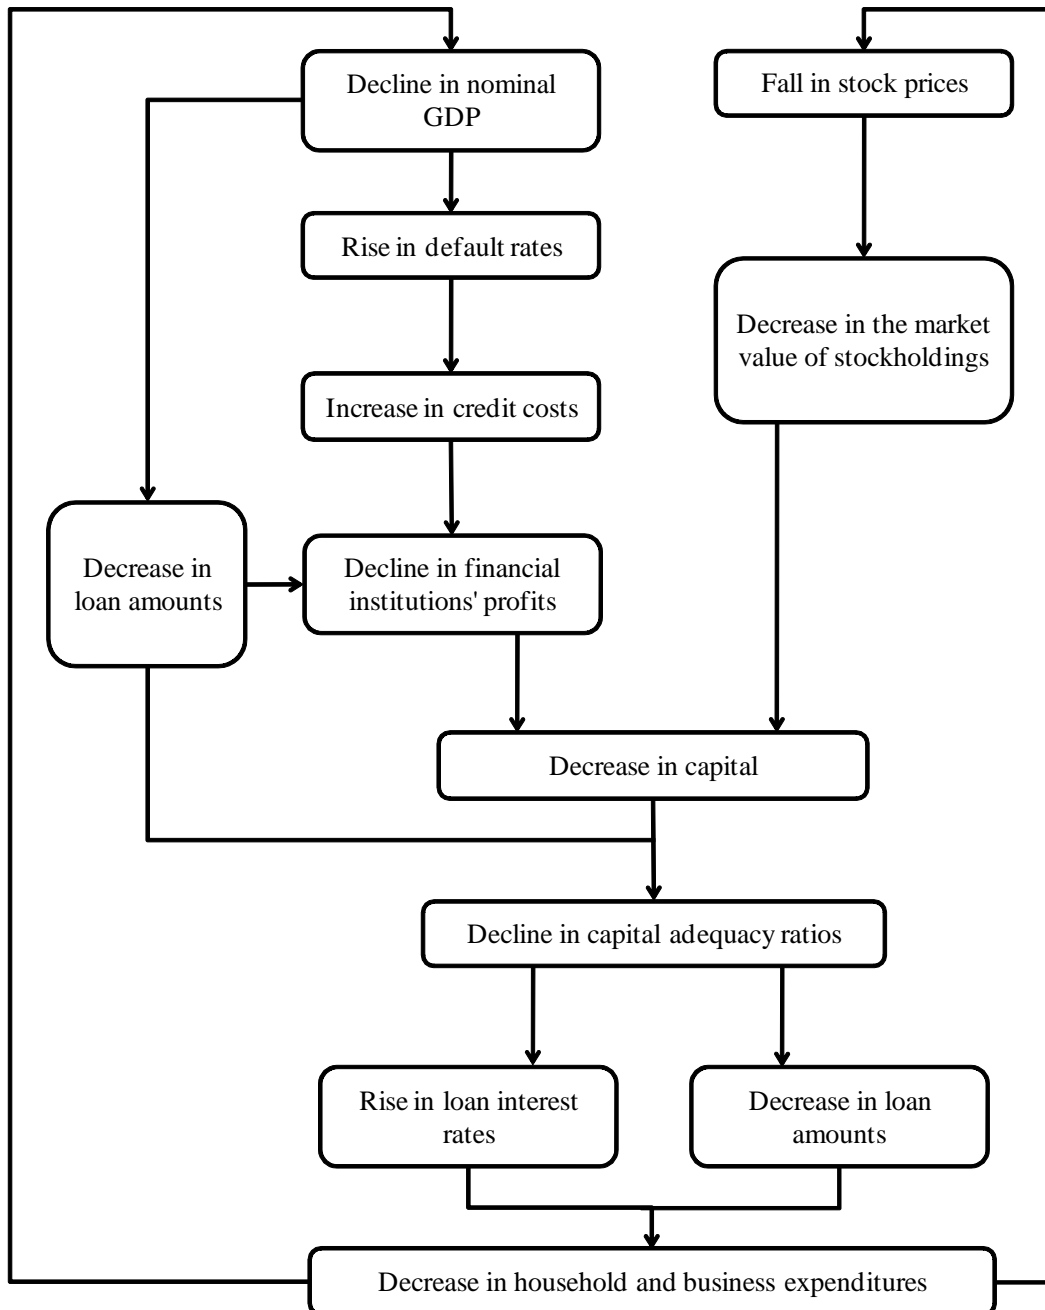 Decline in nominal
GDP
Fall in stock prices
Rise in default rates
Decrease in the market
value of stockholdings
Increase in credit costs
Decrease in
loan amounts
Decline in financial
institutions' profits
Decrease in capital
Decline in capital adequacy ratios
Rise in loan interest
rates
Decrease in loan
amounts
Decrease in household and business expenditures